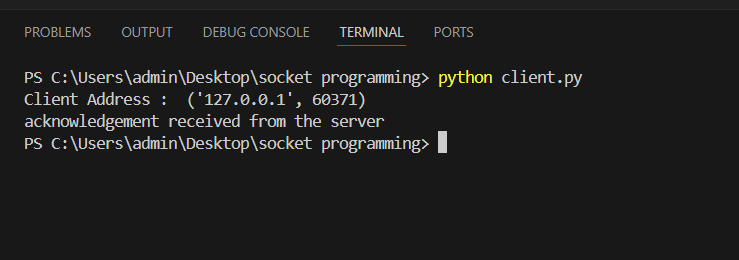 PROBLEMS OUTPUT DEBUG CONSOLE TERMINAL PORTS
PS C:\Users\admin\Desktop\socket programming> python client.py
Client Address :  ('127.0.0.1', 60371)
acknowledgement received from the server
PS C:\Users\admin\Desktop\socket programming>